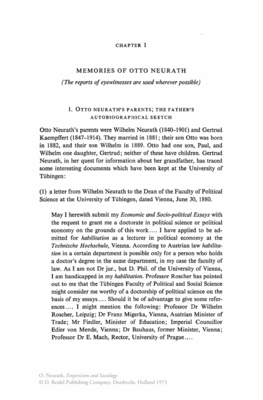 CHAPTER 1
MEMORIES OF OTTO NEURATH
(The reports of eyewitnesses are used wherever possible)
1. OTTO NEURATH'S PARENTS; THE FATHER'S
AUTOBIOGRAPHICAL SKETCH
Otto Neurath's parents were Wilhelm Neurath (1840–1901) and Gertrud
Kaempffert (1847–1914). They married in 1881; their son Otto was born
in 1882, and their son Wilhelm in 1889. Otto had one son, Paul, and
Wilhelm one daughter, Gertrud; neither of these have children. Gertrud
Neurath, in her quest for information about her grandfather, has traced
some interesting documents which have been kept at the University of
Tübingen:
(1) a letter from Wilhelm Neurath to the Dean of the Faculty of Political
Science at the University of Tübingen, dated Vienna, June 30, 1880.
May I herewith submit my Economic and Socio-political Essays with
the request to grant me a doctorate in political science or political
economy on the grounds of this work.... I have applied to be ad-
mitted for habilitation as a lecturer in political economy at the
Technische Hochschule, Vienna. According to Austrian law habilita-
tion in a certain department is possible only for a person who holds
a doctor's degree in the same department, in my case the faculty of
law. As I am not Dr jur., but D. Phil. of the University of Vienna,
I am handicapped in my habilitation. Professor Roscher has pointed
out to me that the Tübingen Faculty of Political and Social Science
might consider me worthy of a doctorship of political science on the
basis of my essays.... Should it be of advantage to give some refer-
ences.... I might mention the following: Professor Dr Wilhelm
Roscher, Leipzig; Dr Franz Migerka, Vienna, Austrian Minister of
Trade; Mr Fiedler, Minister of Education; Imperial Councillor
Edler von Mende, Vienna; Dr Bauhaus, former Minister, Vienna;
Professor Dr E. Mach, Rector, University of Prague....
O. Neurath, Empiricism and Sociology
© D. Reidel Publishing Company, Dordrecht, Holland 1973